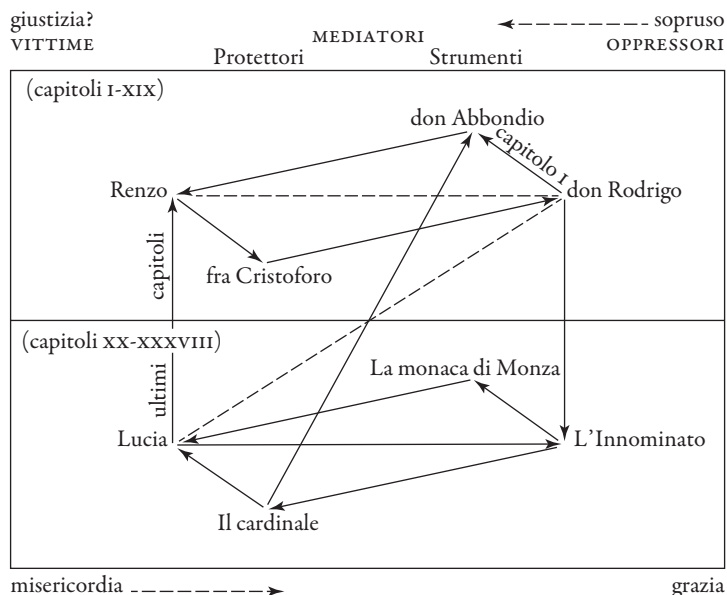 giustizia?
sopruso
VITTIME
MEDIATORI
OPPRESSORI
Protettori
Strumenti
(capitoli I-XIX)
don Abbondio
capitolo I
Renzo
don Rodrigo
capitoli
fra Cristoforo
(capitoli XX-XXXVIII)
ultimi
La monaca di Monza
Lucia
L'Innominato
Il cardinale
misericordia
grazia